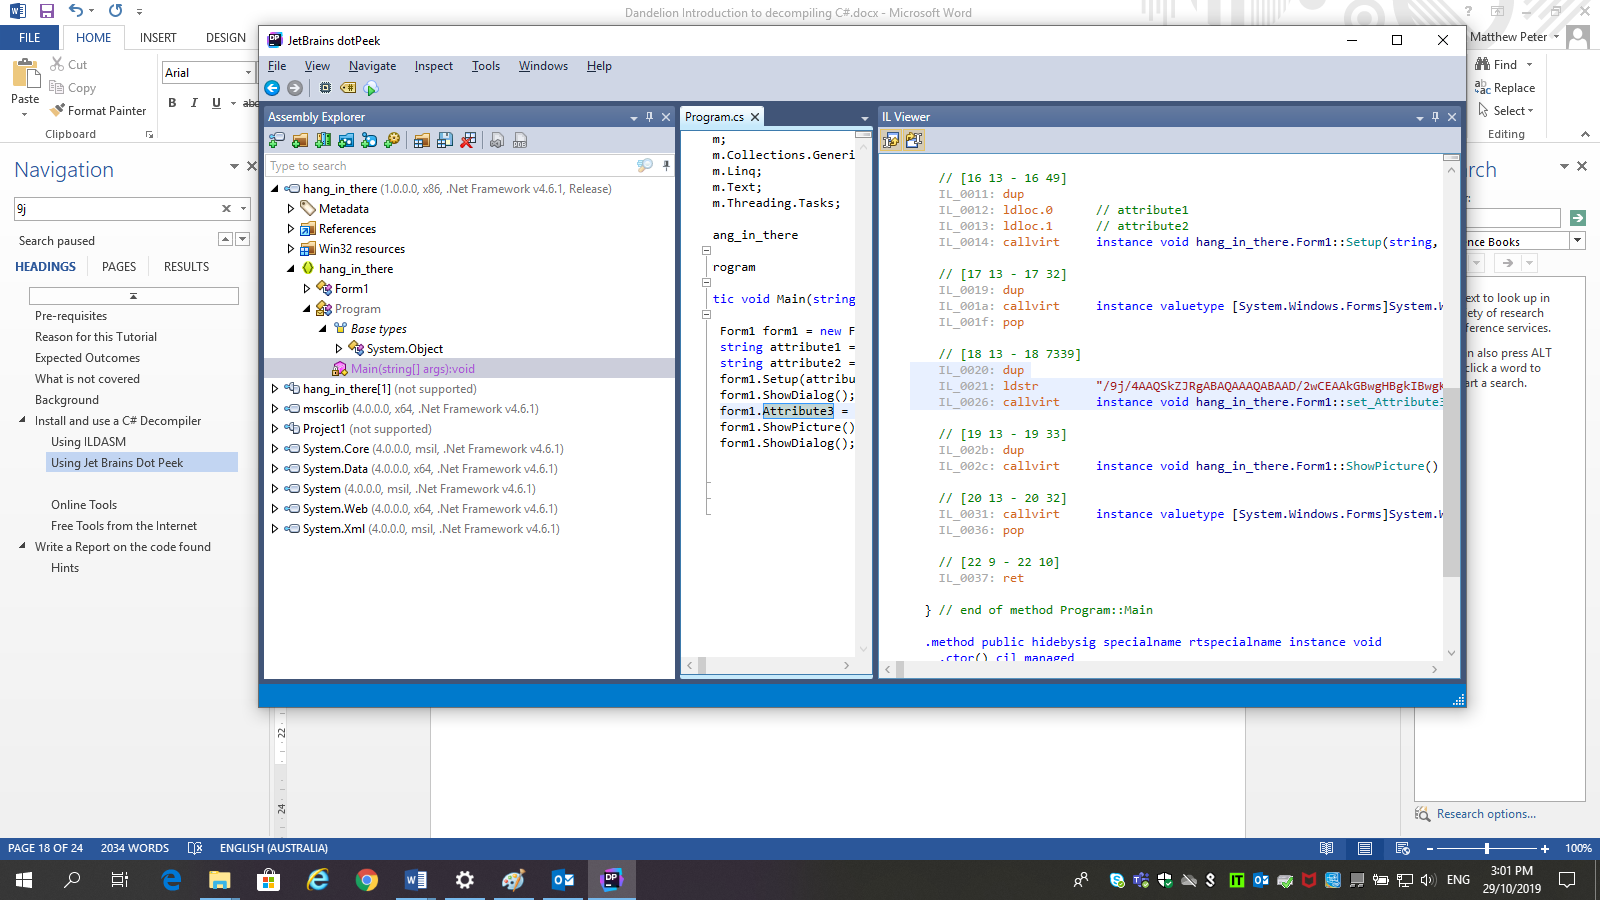 Dandelion Introduction to decompiling C#.docx - Microsoft Word
FILE HOME INSERT DESIGN
Matthew Peter
Paste
Cut
Copy
Format Painter
Clipboard
Arial
B I U abc
Find
Replace
Select
Editing
Navigation
9j
Search paused
HEADINGS PAGES RESULTS
Pre-requisites
Reason for this Tutorial
Expected Outcomes
What is not covered
Background
Install and use a C# Decompiler
Using ILDASM
Using Jet Brains Dot Peek
Online Tools
Free Tools from the Internet
Write a Report on the code found
Hints
JetBrains dotPeek
File View Navigate Inspect Tools Windows Help
Assembly Explorer
Type to search
hang_in_there (1.0.0.0, x86, .Net Framework v4.6.1, Release)
Metadata
References
Win32 resources
hang_in_there
Form1
Program
Base types
System.Object
Main(string[] args):void
hang_in_there[1] (not supported)
mscorlib (4.0.0.0, x64, .Net Framework v4.6.1)
Project1 (not supported)
System.Core (4.0.0.0, msil, .Net Framework v4.6.1)
System.Data (4.0.0.0, x64, .Net Framework v4.6.1)
System (4.0.0.0, msil, .Net Framework v4.6.1)
System.Web (4.0.0.0, x64, .Net Framework v4.6.1)
System.Xml (4.0.0.0, msil, .Net Framework v4.6.1)
Program.cs
m;
m.Collections.Generi
m.Linq;
m.Text;
m.Threading.Tasks;
ang_in_there
rogram
tic void Main(string
Form1 form1 = new F
string attribute1 =
string attribute2 =
form1.Setup(attribu
form1.ShowDialog();
form1.Attribute3 =
form1.ShowPicture()
form1.ShowDialog();
IL Viewer
// [16 13 - 16 49]
IL_0011: dup
IL_0012: ldloc.0 // attribute1
IL_0013: ldloc.1 // attribute2
IL_0014: callvirt instance void hang_in_there.Form1::Setup(string,
// [17 13 - 17 32]
IL_0019: dup
IL_001a: callvirt instance valuetype [System.Windows.Forms]System.W
IL_001f: pop
// [18 13 - 18 7339]
IL_0020: dup
IL_0021: ldstr "/9j/4AAQSkZJRgABAQAAAQABAAD/2wCEAAkGBwgHBgkIBwgK
IL_0026: callvirt instance void hang_in_there.Form1::set_Attribute3
// [19 13 - 19 33]
IL_002b: dup
IL_002c: callvirt instance void hang_in_there.Form1::ShowPicture()
// [20 13 - 20 32]
IL_0031: callvirt instance valuetype [System.Windows.Forms]System.W
IL_0036: pop
// [22 9 - 22 10]
IL_0037: ret
} // end of method Program::Main
.method public hidebysig specialname rtspecialname instance void
.ctor() cil managed
rch
nce Books
ext to look up in
ety of research
ference services.
n also press ALT
click a word to
art a search.
Research options...
22
24
PAGE 18 OF 24 2034 WORDS ENGLISH (AUSTRALIA)
100%
ENG
3:01 PM
29/10/2019